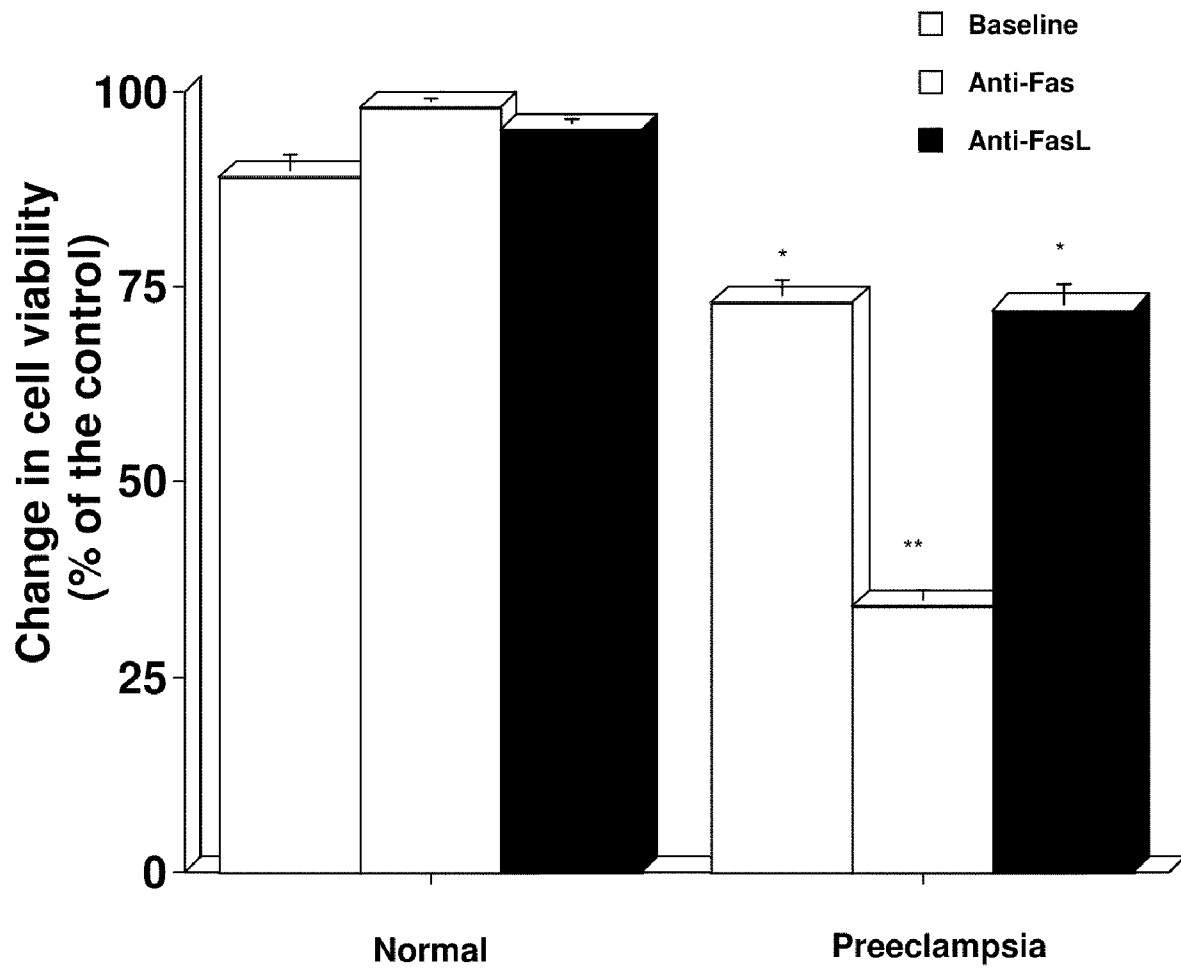 Baseline
Anti-Fas
Anti-FasL
Change in cell viability
(% of the control)
100
75
50
25
0
*
**
*
Normal
Preeclampsia